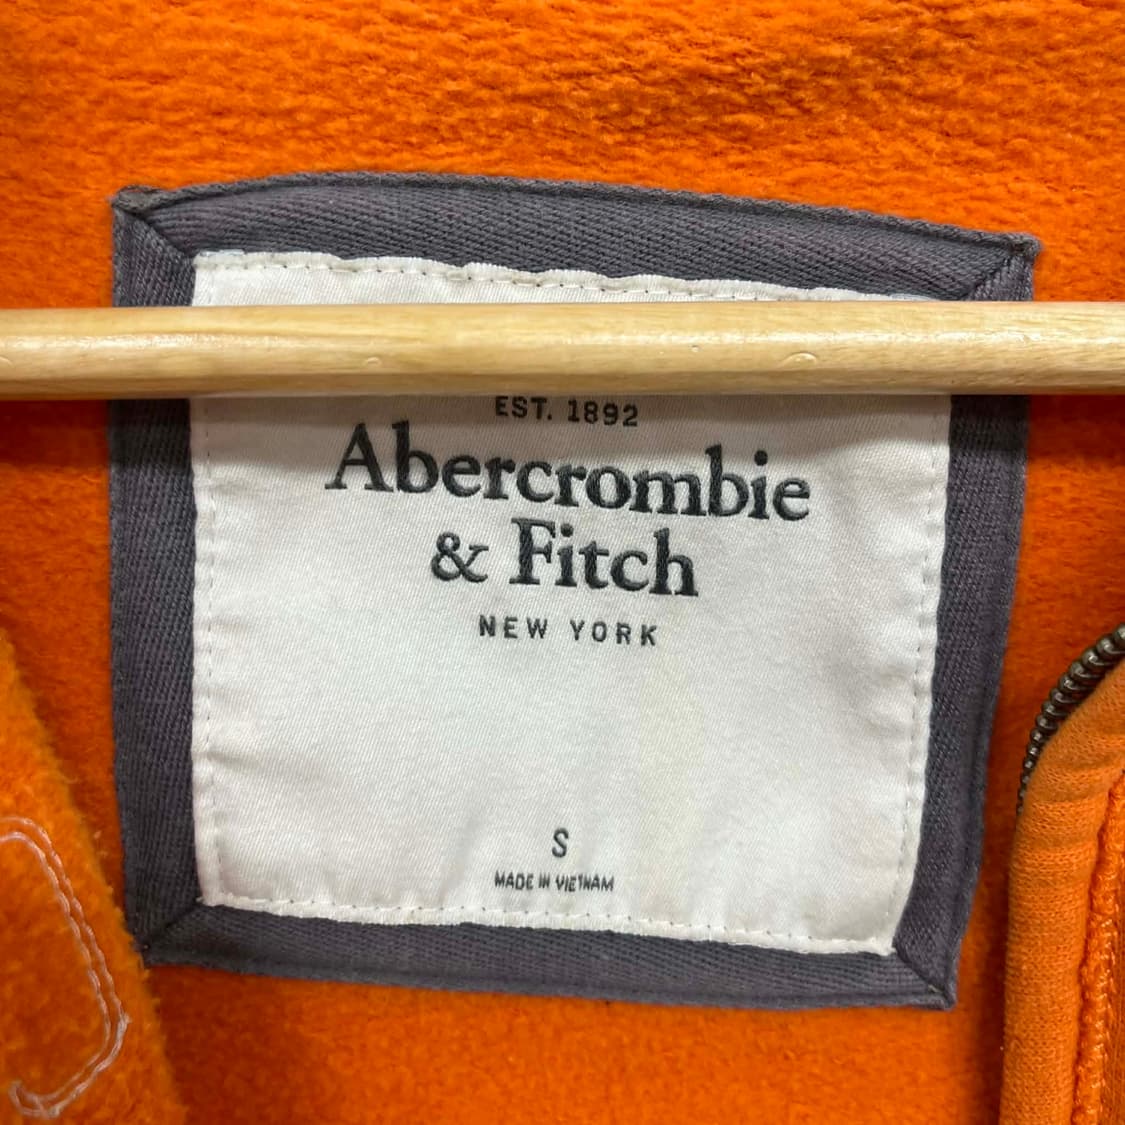 EST. 1892
Abercrombie
& Fitch
NEW YORK
S
MADE IN VIETNAM